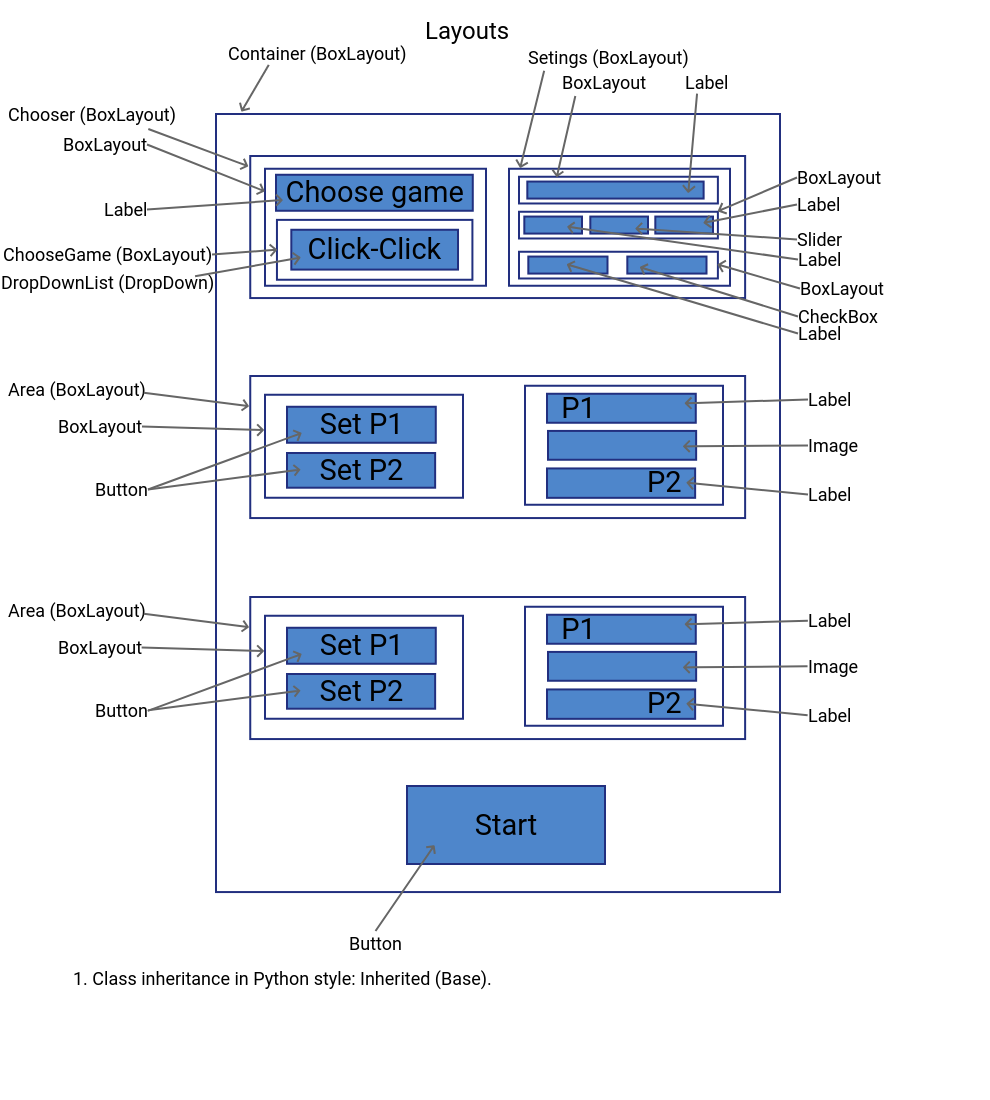 Layouts
Container (BoxLayout)
Setings (BoxLayout)
BoxLayout
Label
Chooser (BoxLayout)
BoxLayout
Label
ChooseGame (BoxLayout)
DropDownList (DropDown)
Choose game
Click-Click
BoxLayout
Label
Slider
Label
BoxLayout
CheckBox
Label
Area (BoxLayout)
BoxLayout
Button
Set P1
Set P2
P1
P2
Label
Image
Label
Area (BoxLayout)
BoxLayout
Button
Set P1
Set P2
P1
P2
Label
Image
Label
Start
Button
1. Class inheritance in Python style: Inherited (Base).